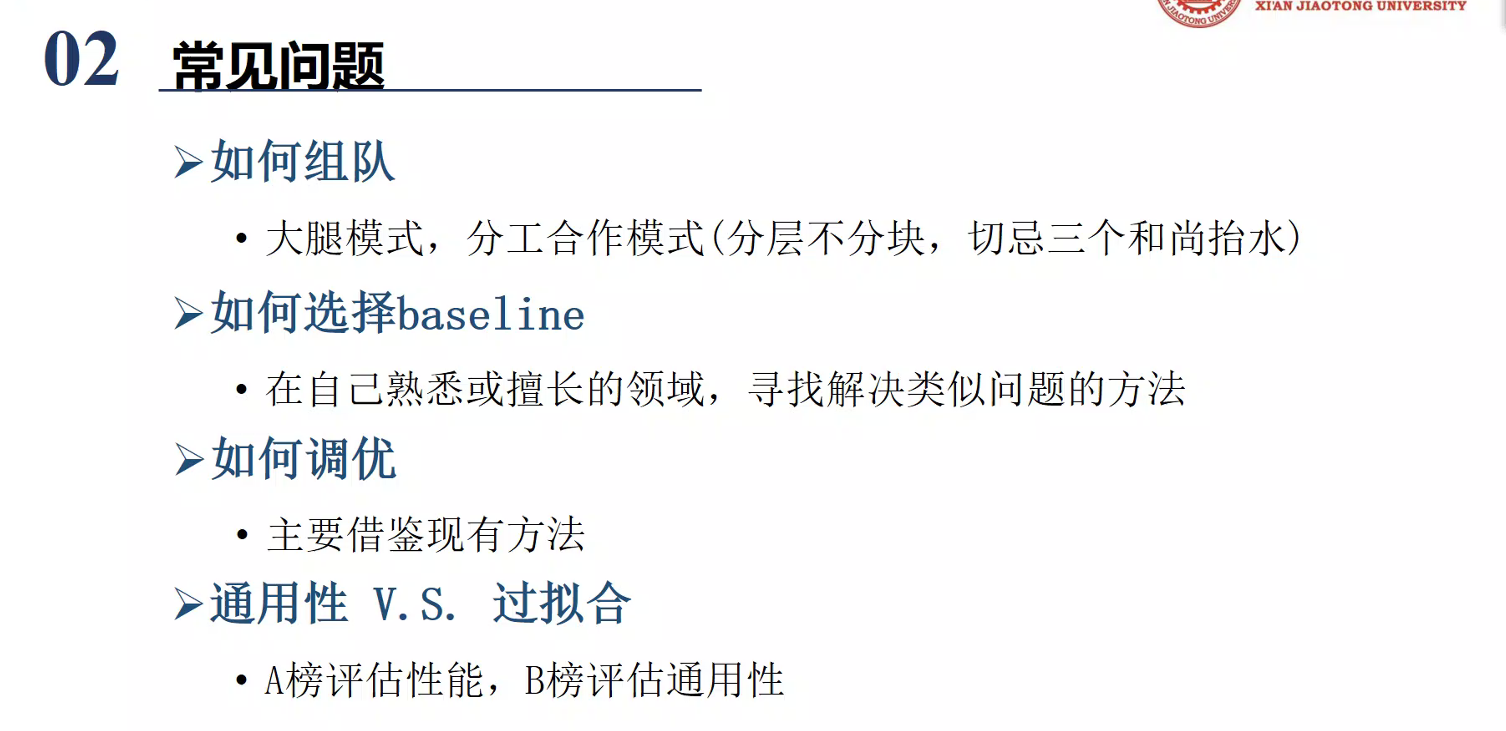 XI'AN JIAOTONG UNIVERSITY
02 常见问题
➢如何组队
• 大腿模式，分工合作模式(分层不分块，切忌三个和尚抬水)
➢如何选择baseline
• 在自己熟悉或擅长的领域，寻找解决类似问题的方法
➢如何调优
• 主要借鉴现有方法
➢通用性 V.S. 过拟合
• A榜评估性能，B榜评估通用性